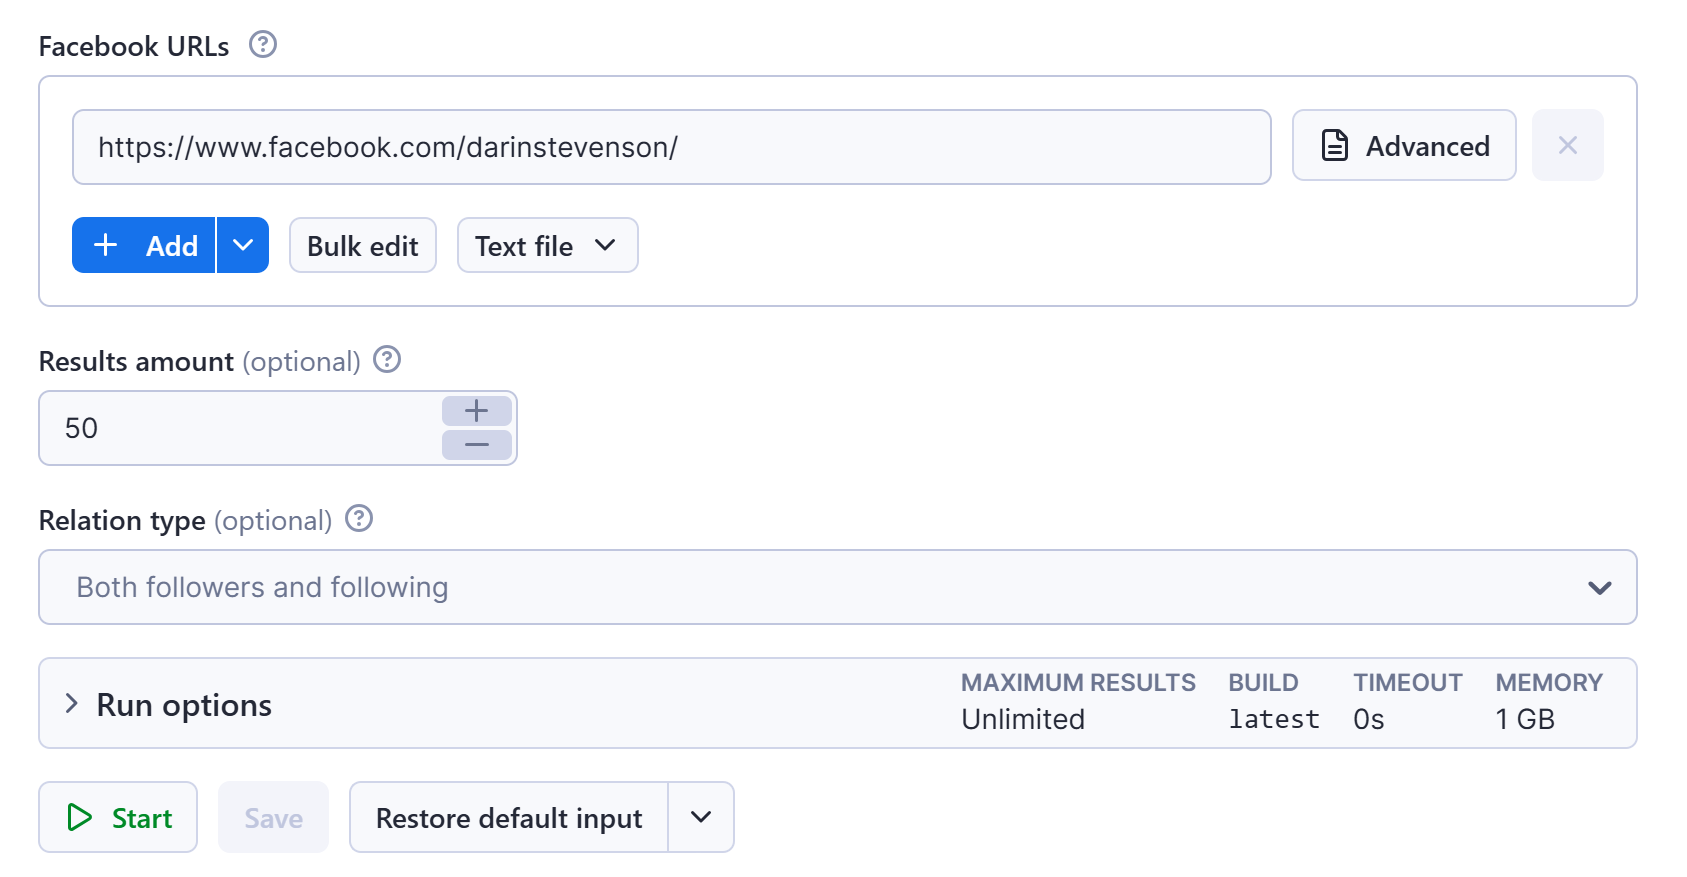 Facebook URLs
https://www.facebook.com/darinstevenson/
Advanced
Add
Bulk edit
Text file
Results amount (optional)
50
Relation type (optional)
Both followers and following
Run options
MAXIMUM RESULTS
Unlimited
BUILD
latest
TIMEOUT
0s
MEMORY
1 GB
Start
Save
Restore default input